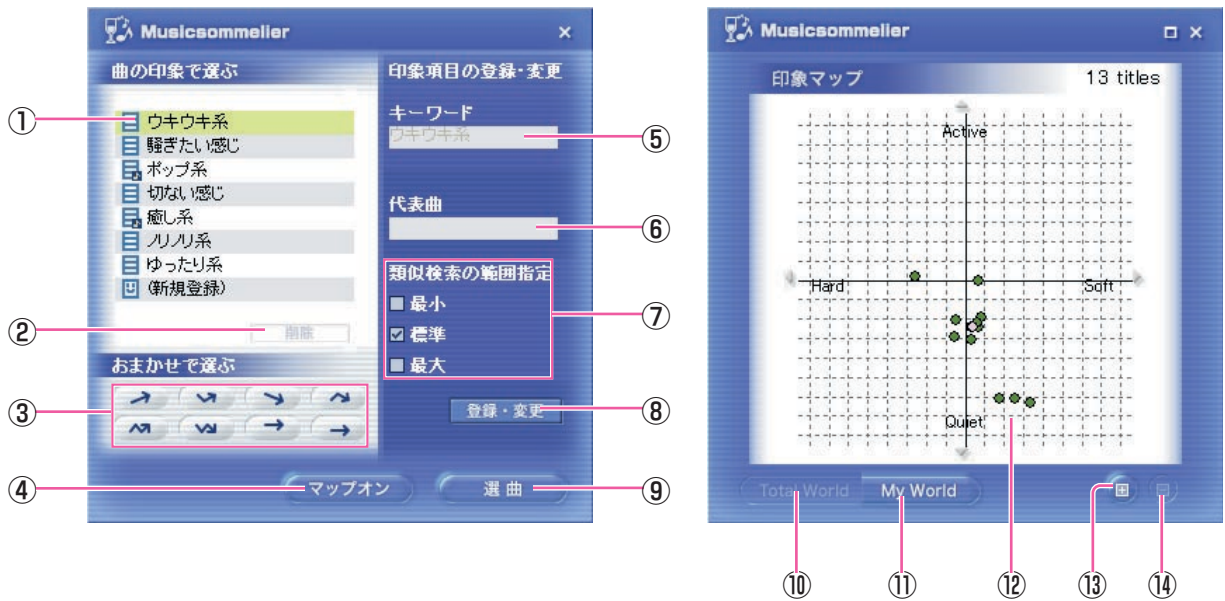 Musicsommelier
曲の印象で選ぶ
①
ウキウキ系
騒ぎたい感じ
ポップ系
切ない感じ
癒し系
ノリノリ系
ゆったり系
(新規登録)
②
削除
おまかせで選ぶ
③
④
マップオン
印象項目の登録・変更
キーワード
ウキウキ系
⑤
代表曲
⑥
類似検索の範囲指定
最小
標準
最大
⑦
登録・変更
⑧
選曲
⑨
Musicsommelier
印象マップ
13 titles
Active
Hard
Soft
Quiet
Total World
My World
⑩
⑪
⑫
⑬
⑭